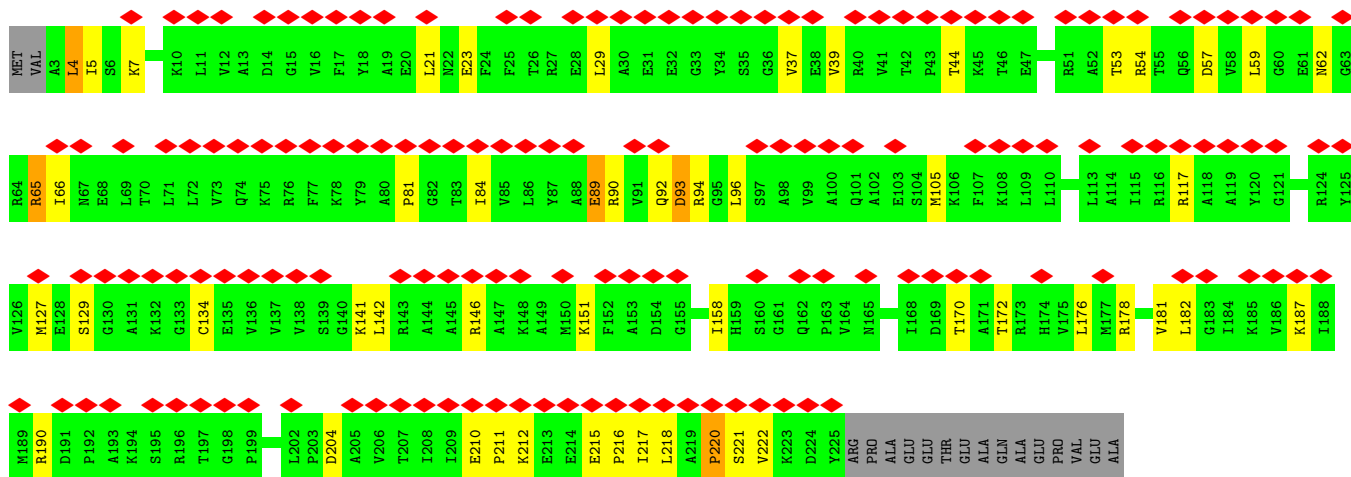 MET VAL A3 L4 I5 S6 K7 K10 L11 V12 A13 D14 G15 V16 F17 Y18 A19 E20 L21 N22 E23 F24 F25 T26 R27 E28 L29 A30 E31 E32 G33 Y34 S35 G36 V37 E38 V39 R40 V41 T42 P43 T44 K45 T46 E47 R51 A52 T53 R54 T55 Q56 D57 V58 L59 G60 E61 N62 G63
R64 R65 I66 N67 E68 L69 T70 L71 L72 V73 Q74 K75 R76 F77 K78 Y79 A80 P81 G82 T83 I84 V85 L86 Y87 A88 E89 R90 V91 Q92 D93 R94 G95 L96 S97 A98 V99 A100 Q101 A102 E103 S104 M105 K106 F107 K108 L109 L110 L113 A114 I115 R116 R117 A118 A119 Y120 G121 R124 Y125
V126 M127 E128 S129 G130 A131 K132 G133 C134 E135 V136 V137 V138 S139 G140 K141 L142 R143 A144 A145 R146 A147 K148 A149 M150 K151 F152 A153 D154 G155 I158 H159 S160 G161 Q162 P163 V164 N165 I168 D169 T170 A171 T172 R173 H174 V175 L176 M177 R178 V181 L182 G183 I184 K185 V186 K187 I188
M189 R190 D191 P192 A193 K194 S195 R196 T197 G198 P199 L202 P203 D204 A205 V206 T207 I208 I209 E210 P211 K212 E213 E214 E215 P216 I217 L218 A219 P220 S221 V222 K223 D224 Y225 ARG PRO ALA GLU GLU THR GLU ALA GLN ALA GLU PRO VAL GLU ALA